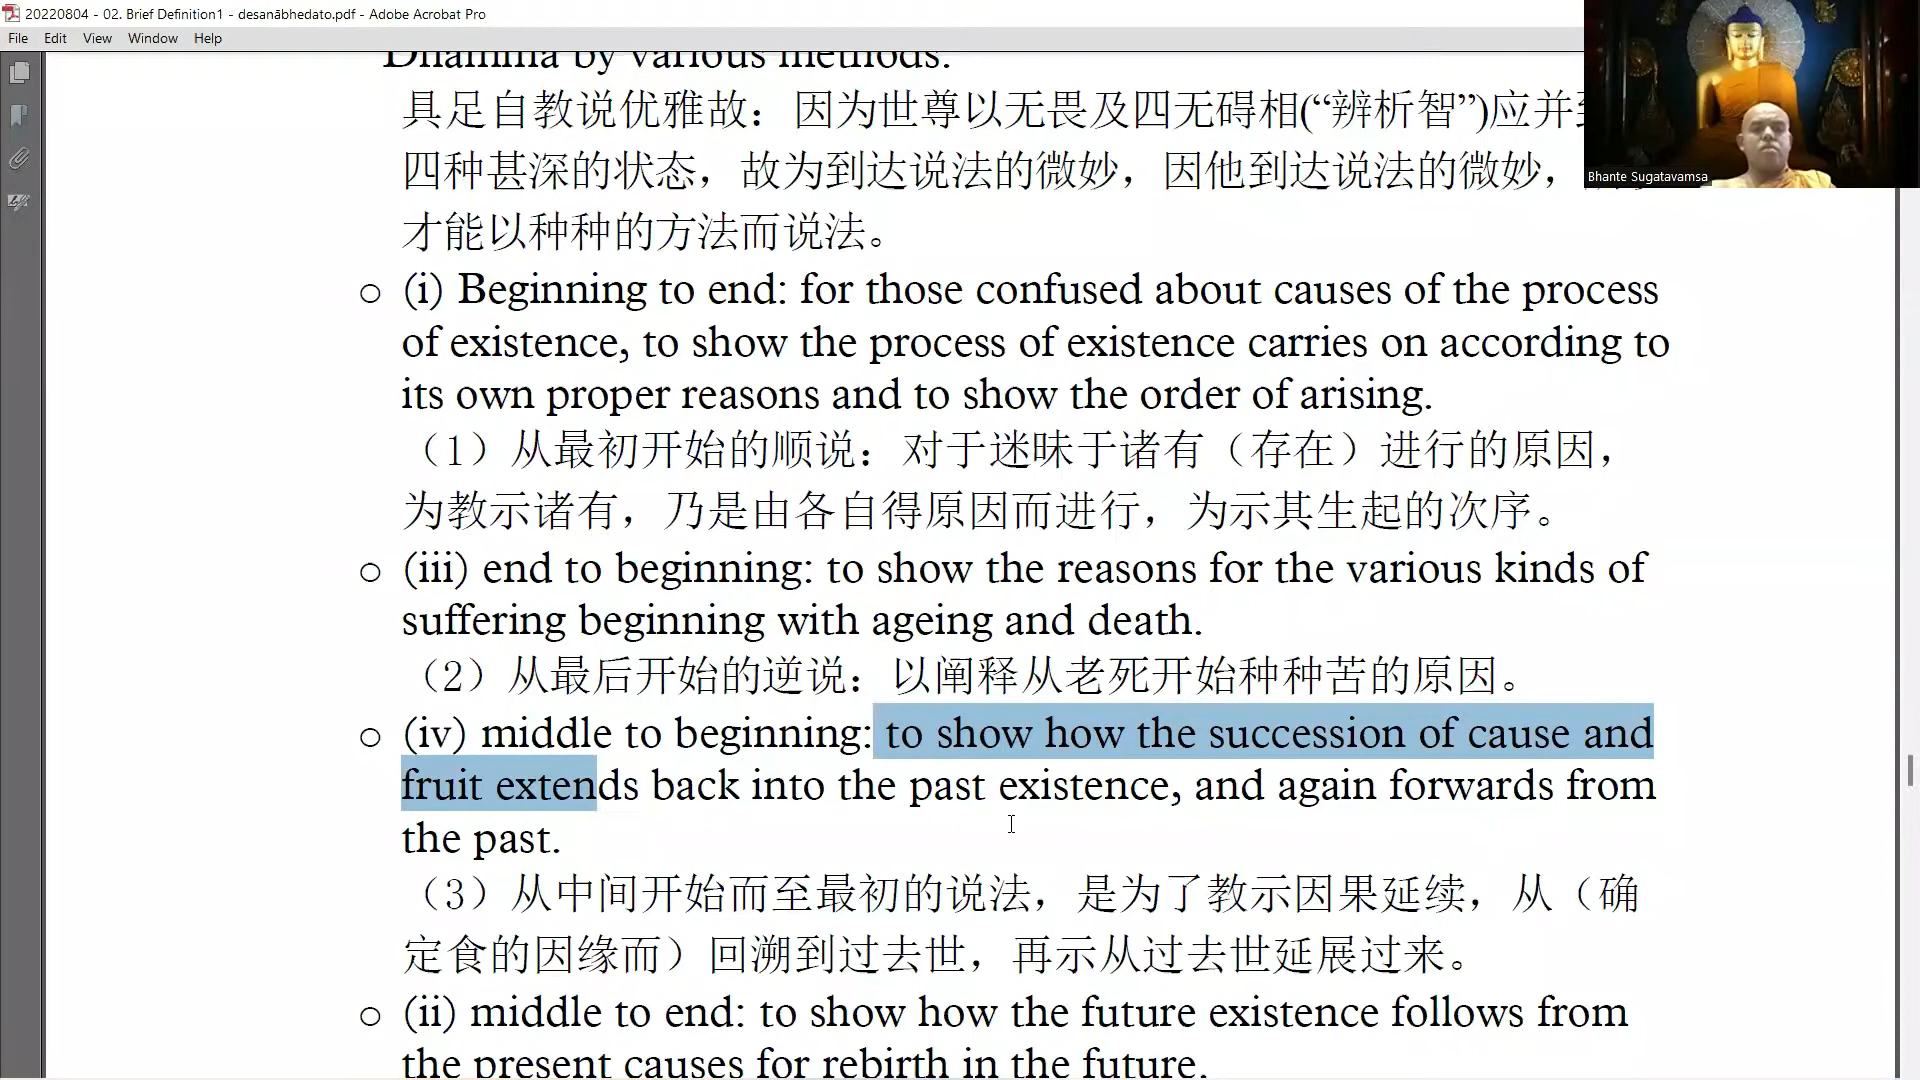 20220804 - 02. Brief Definition1 - desanābhedato.pdf - Adobe Acrobat Pro
File Edit View Window Help
Dhamma by various methods.
具足自教说优雅故：因为世尊以无畏及四无碍相(“辨析智”)应并
四种甚深的状态，故为到达说法的微妙，因他到达说法的微妙，
才能以种种的方法而说法。
Bhante Sugatavamsa
○ (i) Beginning to end: for those confused about causes of the process
of existence, to show the process of existence carries on according to
its own proper reasons and to show the order of arising.
（1）从最初开始的顺说：对于迷昧于诸有（存在）进行的原因，
为教示诸有，乃是由各自得原因而进行，为示其生起的次序。
○ (iii) end to beginning: to show the reasons for the various kinds of
suffering beginning with ageing and death.
（2）从最后开始的逆说：以阐释从老死开始种种苦的原因。
○ (iv) middle to beginning: to show how the succession of cause and
fruit extends back into the past existence, and again forwards from
the past.
（3）从中间开始而至最初的说法，是为了教示因果延续，从（确
定食的因缘而）回溯到过去世，再示从过去世延展过来。
○ (ii) middle to end: to show how the future existence follows from
the present causes for rebirth in the future.